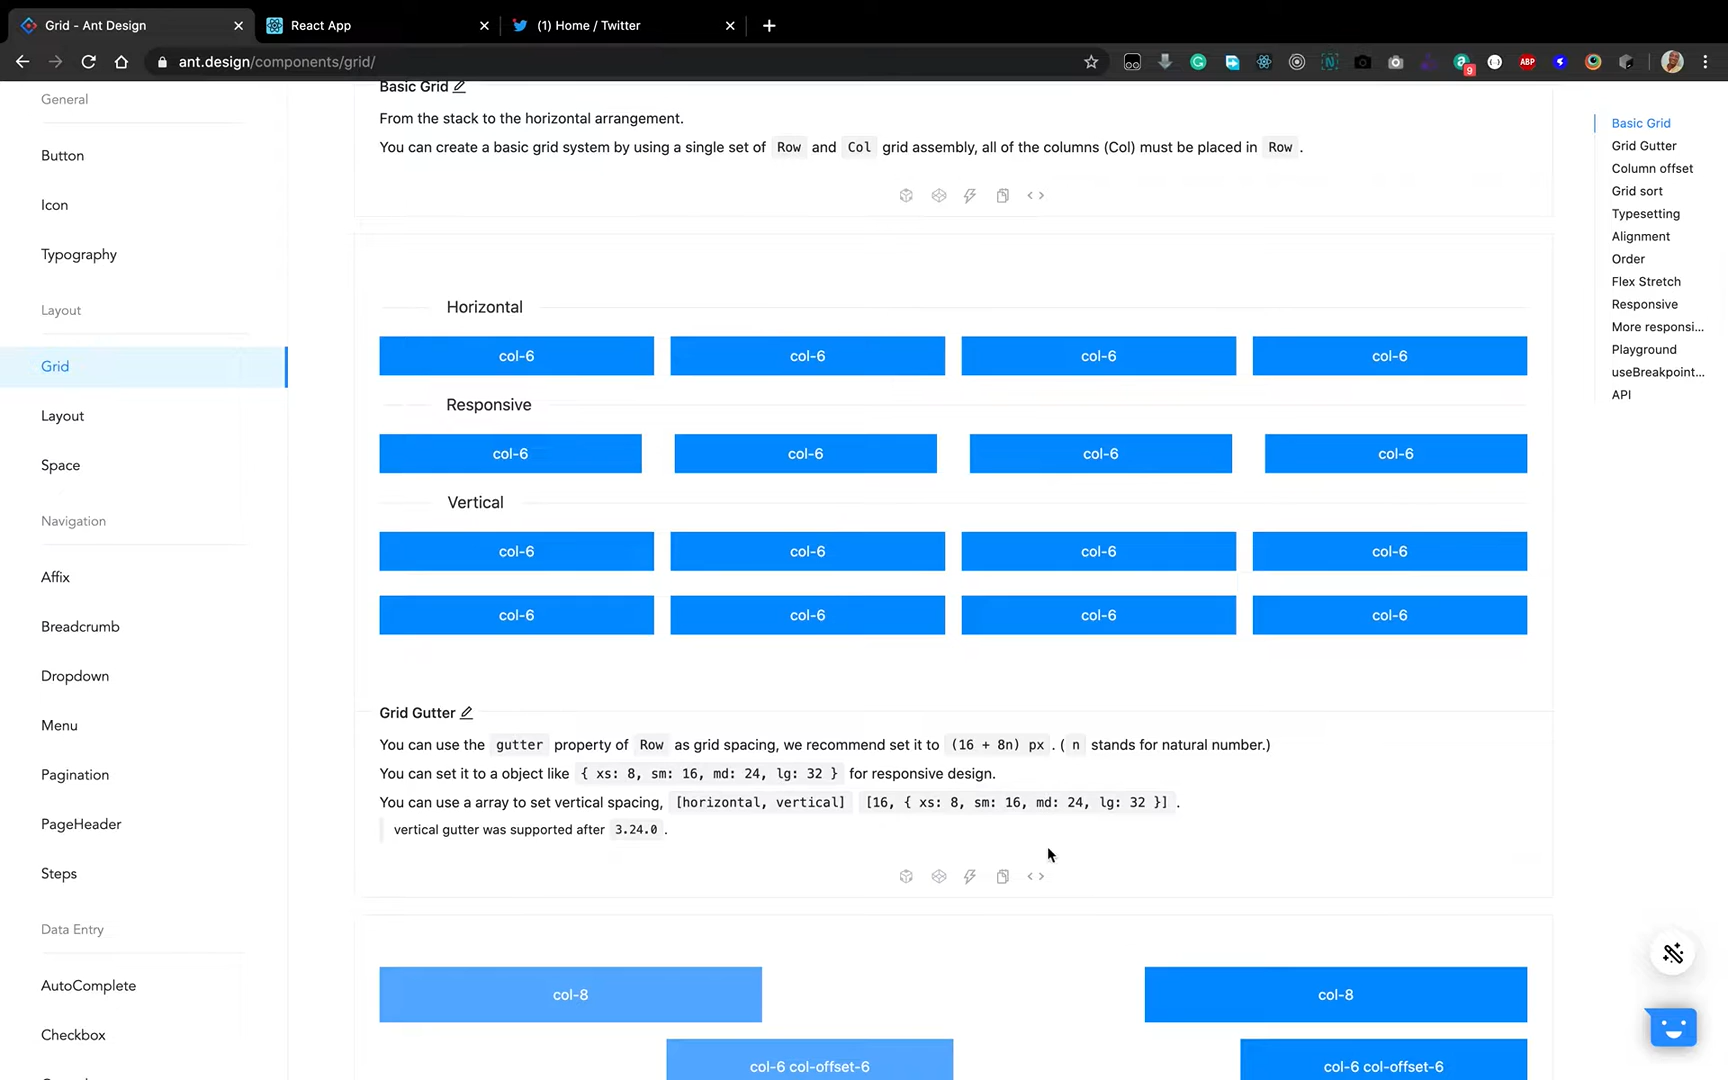 Grid - Ant Design
React App
(1) Home / Twitter
ant.design/components/grid/
9
ABP
General
Button
Icon
Typography
Layout
Grid
Layout
Space
Navigation
Affix
Breadcrumb
Dropdown
Menu
Pagination
PageHeader
Steps
Data Entry
AutoComplete
Checkbox
Basic Grid
From the stack to the horizontal arrangement.
You can create a basic grid system by using a single set of Row and Col grid assembly, all of the columns (Col) must be placed in Row .
Horizontal
col-6 col-6 col-6 col-6
Responsive
col-6 col-6 col-6 col-6
Vertical
col-6 col-6 col-6 col-6
col-6 col-6 col-6 col-6
Grid Gutter
You can use the gutter property of Row as grid spacing, we recommend set it to (16 + 8n) px . ( n stands for natural number.)
You can set it to a object like { xs: 8, sm: 16, md: 24, lg: 32 } for responsive design.
You can use a array to set vertical spacing, [horizontal, vertical] [16, { xs: 8, sm: 16, md: 24, lg: 32 }] .
vertical gutter was supported after 3.24.0 .
col-8 col-8
col-6 col-offset-6 col-6 col-offset-6
Basic Grid
Grid Gutter
Column offset
Grid sort
Typesetting
Alignment
Order
Flex Stretch
Responsive
More responsi...
Playground
useBreakpoint...
API